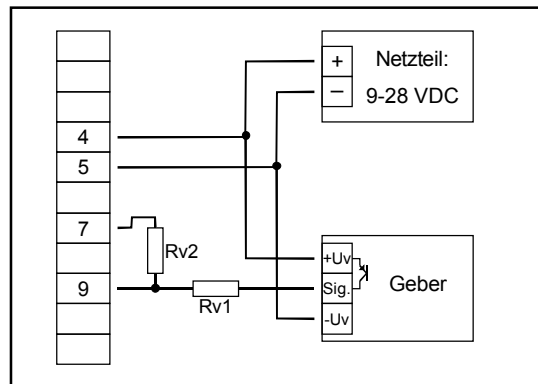 +
Netzteil:
–
9-28 VDC
4
5
7
Rv2
+Uv
9
Sig.
Geber
Rv1
-Uv